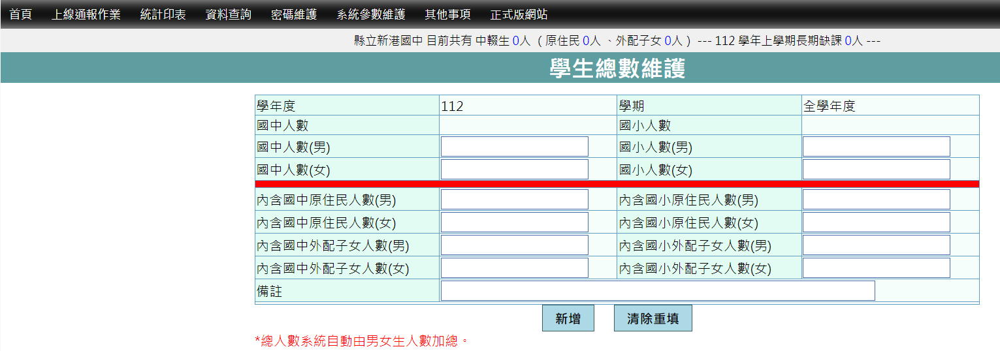 首頁 上線通報作業 統計印表 資料查詢 密碼維護 系統參數維護 其他事項 正式版網站
縣立新港國中 目前共有 中輟生 0人 ( 原住民 0人 、外配子女 0人 ) --- 112 學年上學期長期缺課 0人 ---
學生總數維護
學年度 112 學期 全學年度
國中人數 國小人數
國中人數(男) 國小人數(男)
國中人數(女) 國小人數(女)
內含國中原住民人數(男) 內含國小原住民人數(男)
內含國中原住民人數(女) 內含國小原住民人數(女)
內含國中外配子女人數(男) 內含國小外配子女人數(男)
內含國中外配子女人數(女) 內含國小外配子女人數(女)
備註
新增 清除重填
*總人數系統自動由男女生人數加總。